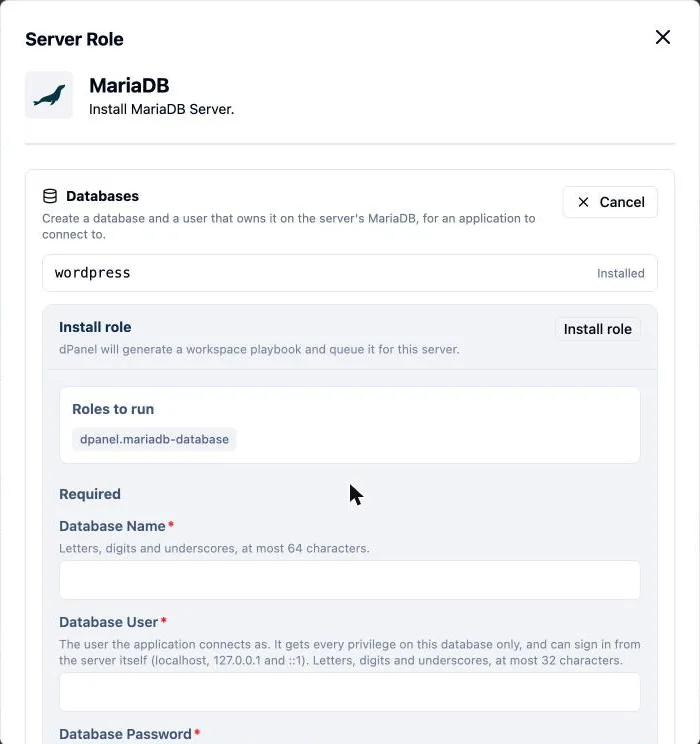 Server Role
MariaDB
Install MariaDB Server.
Databases
Cancel
Create a database and a user that owns it on the server's MariaDB, for an application to
connect to.
wordpress
Installed
Install role
Install role
dPanel will generate a workspace playbook and queue it for this server.
Roles to run
dpanel.mariadb-database
Required
Database Name*
Letters, digits and underscores, at most 64 characters.
Database User*
The user the application connects as. It gets every privilege on this database only, and can sign in from
the server itself (localhost, 127.0.0.1 and ::1). Letters, digits and underscores, at most 32 characters.
Database Password*